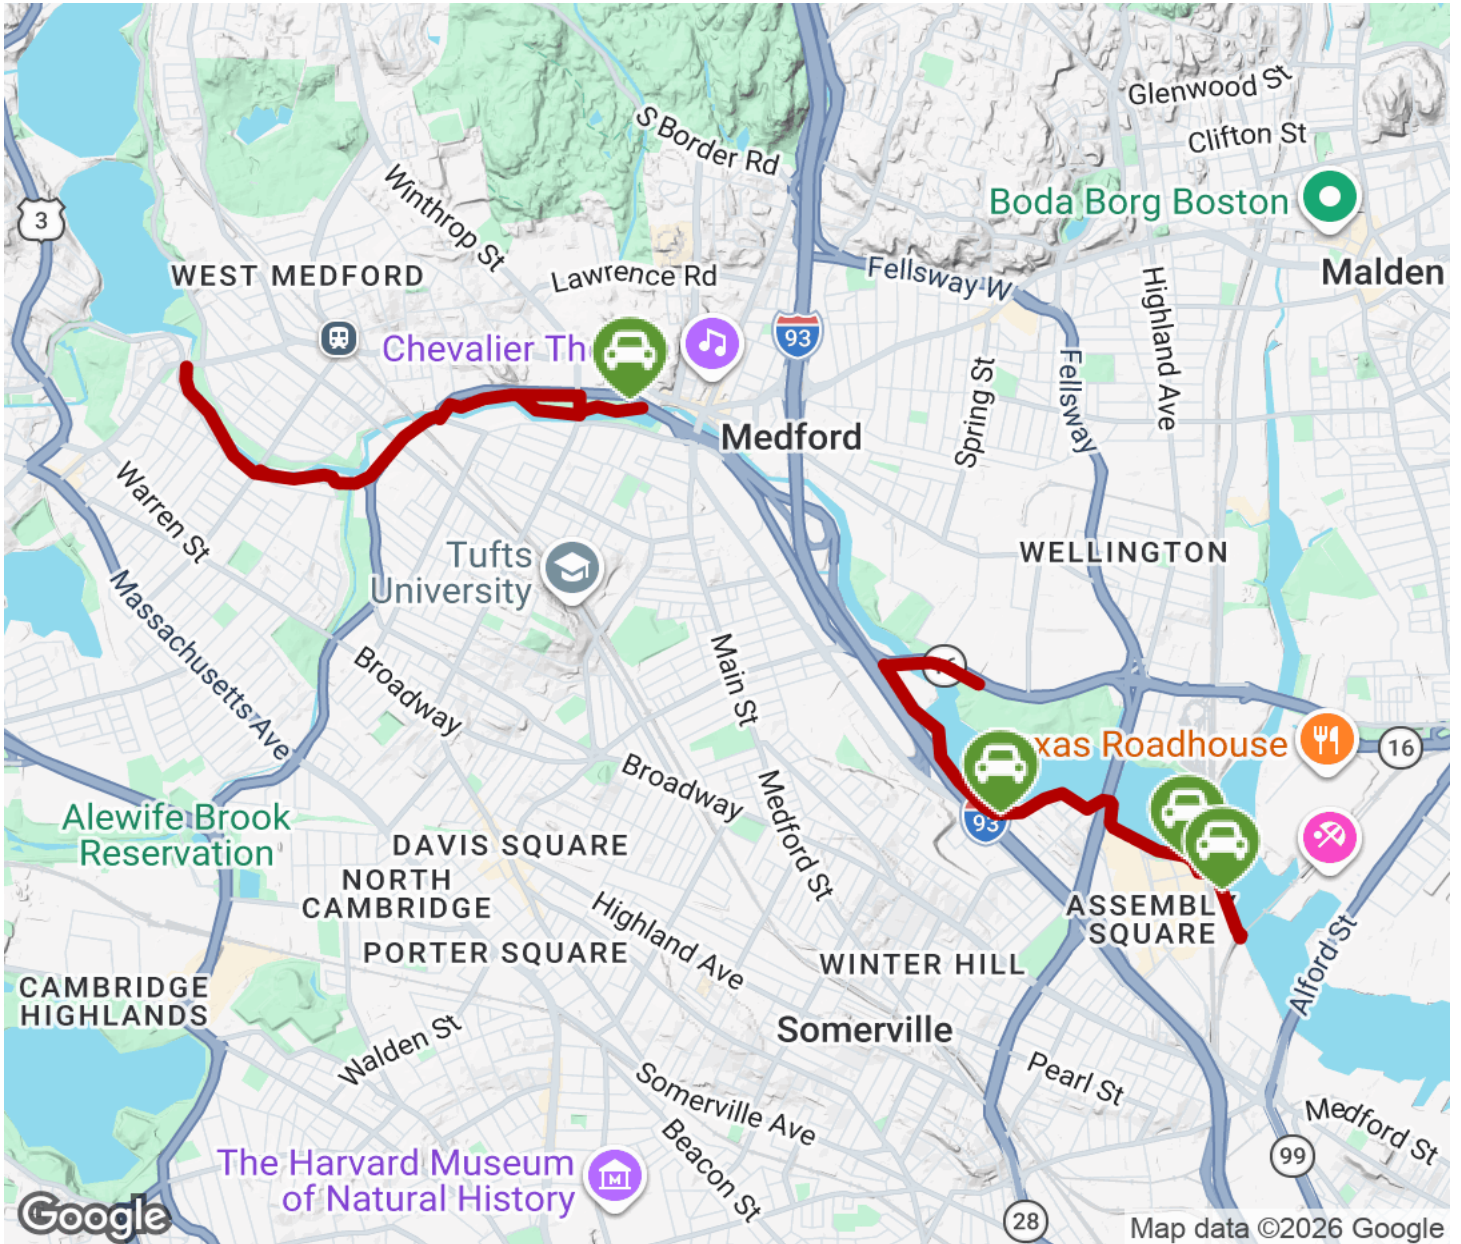 Glenwood St
Clifton St
S Border Rd
Winthrop St
Boda Borg Boston
3
WEST MEDFORD
Lawrence Rd
Fellsway W
Malden
Highland Ave
93
Chevalier Th
Spring St
Fellsway
Medford
Warren St
WELLINGTON
Tufts
University
Massachusetts Ave
Broadway
Main St
xas Roadhouse
16
Broadway
Medford St
Alewife Brook
Reservation
93
DAVIS SQUARE
NORTH
CAMBRIDGE
Highland Ave
ASSEMBL
SQUARE
PORTER SQUARE
WINTER HILL
Alford St
CAMBRIDGE
HIGHLANDS
Somerville
Walden St
Pearl St
Somerville Ave
Medford St
Beacon St
The Harvard Museum
of Natural History
M
99
28
Google
Map data ©2026 Google